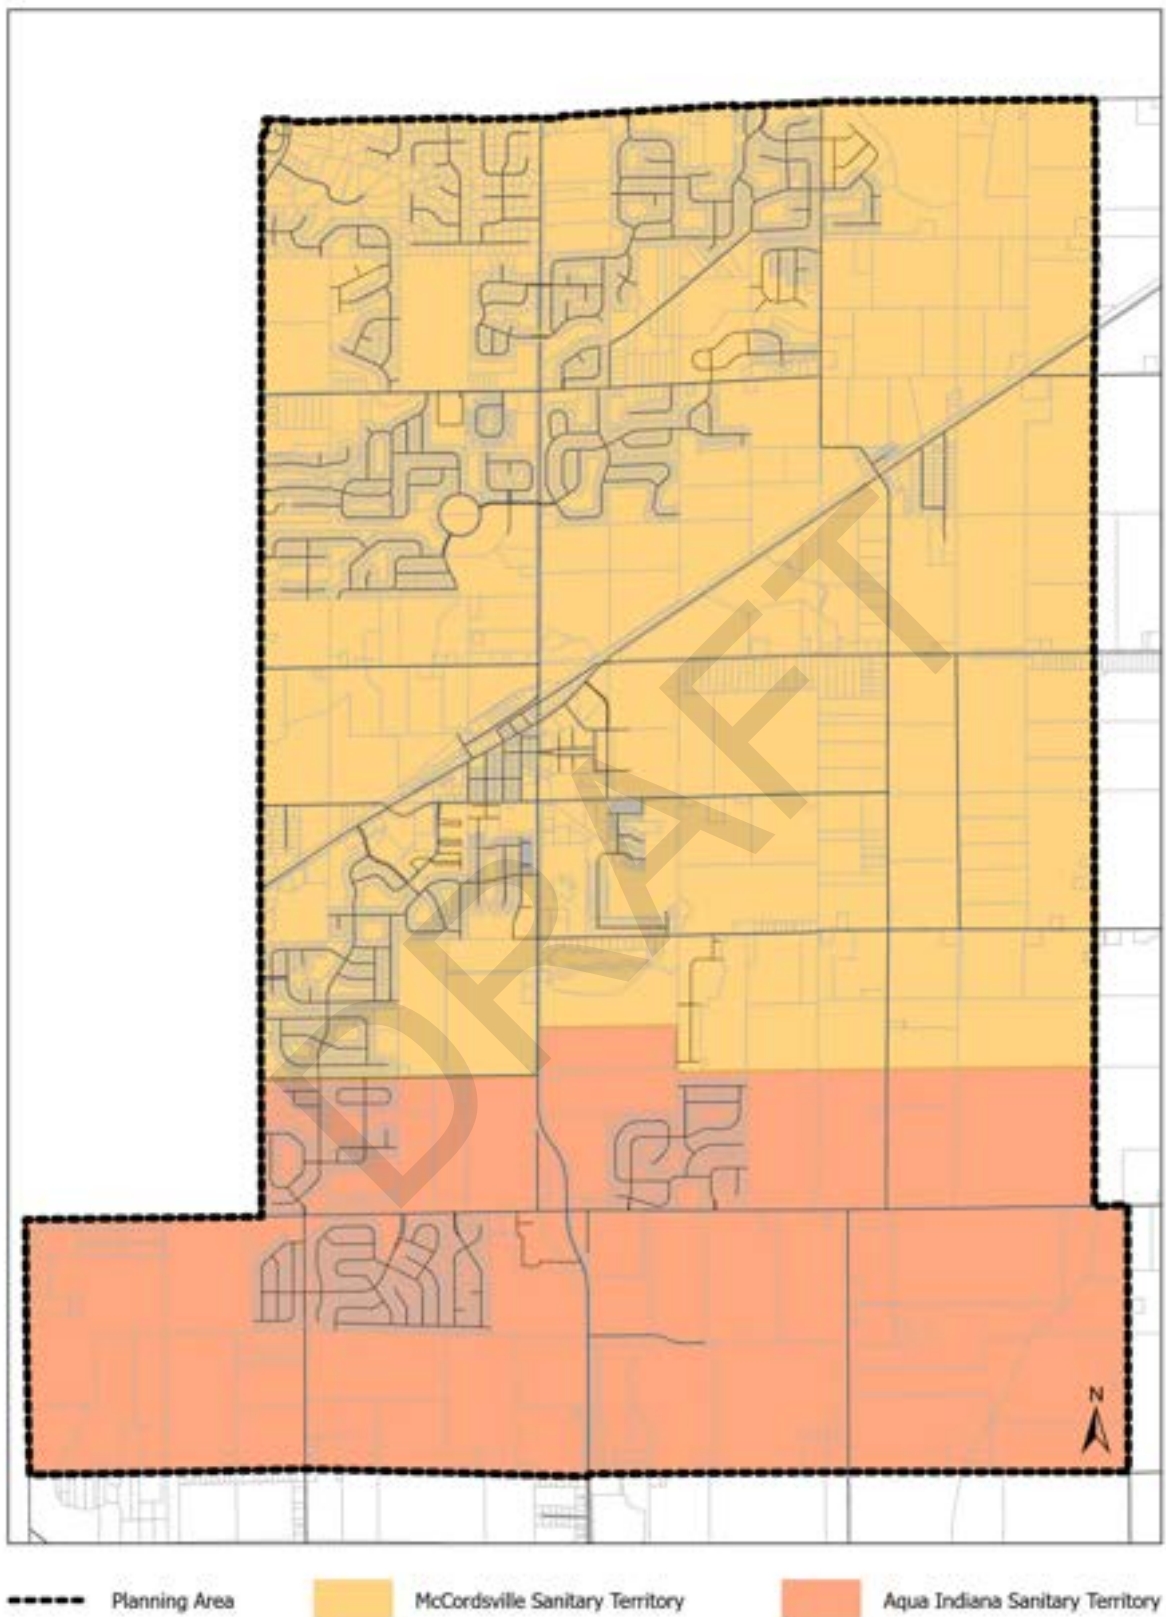 DRAFT
N
Planning Area
McCordsville Sanitary Territory
Aqua Indiana Sanitary Territory